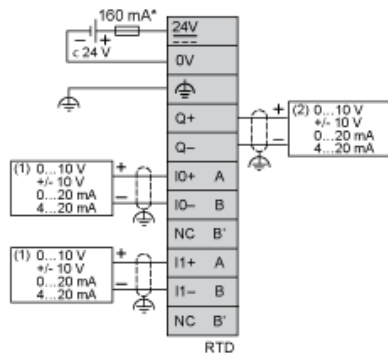 160 mA*
+
−
c 24 V
24V
0V
Q+
Q−
+
−
(2) 0...10 V
+/- 10 V
0...20 mA
4...20 mA
(1) 0...10 V
+/- 10 V
0...20 mA
4...20 mA
+
−
I0+ A
I0− B
NC B'
(1) 0...10 V
+/- 10 V
0...20 mA
4...20 mA
+
−
I1+ A
I1− B
NC B'
RTD